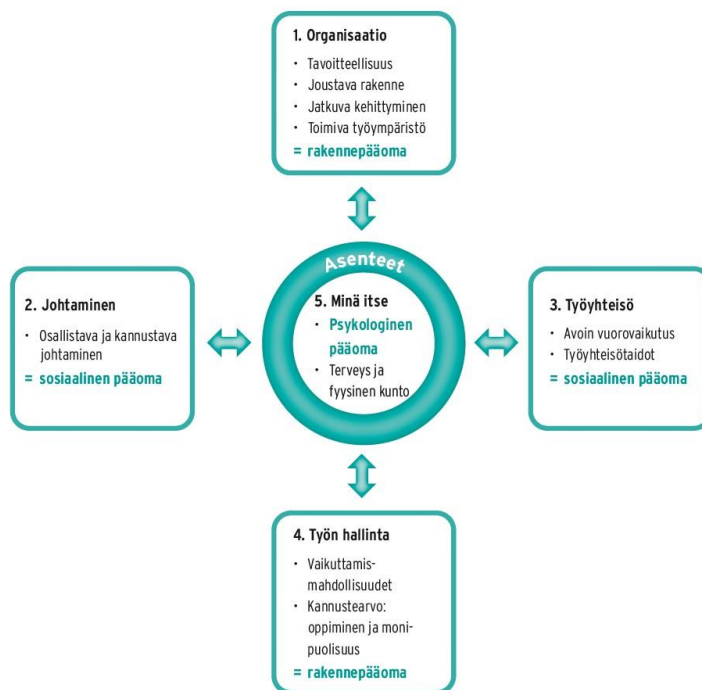 1. Organisaatio
• Tavoitteellisuus
• Joustava rakenne
• Jatkuva kehittyminen
• Toimiva työympäristö
= rakennepääoma
2. Johtaminen
• Osallistava ja kannustava
johtaminen
= sosiaalinen pääoma
Asenteet
5. Minä itse
• Psykologinen
pääoma
• Terveys ja
fyysinen kunto
3. Työyhteisö
• Avoin vuorovaikutus
• Työyhteisötaidot
= sosiaalinen pääoma
4. Työn hallinta
• Vaikuttamis-
mahdollisuudet
• Kannustearvo:
oppiminen ja moni-
puolisuus
= rakennepääoma